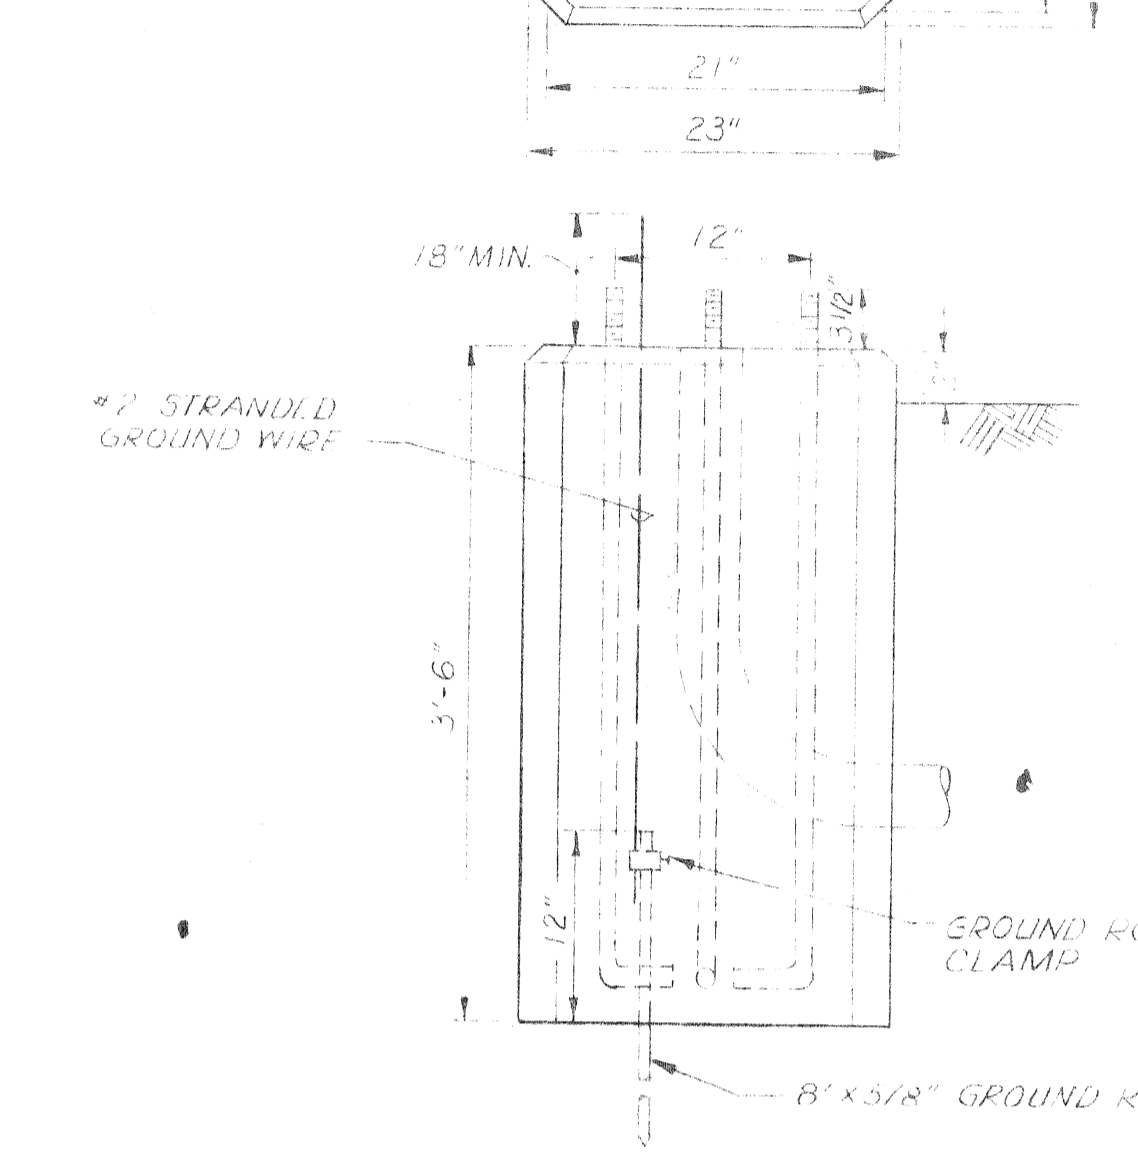 21"
23"
18" MIN.
12"
3 1/2"
#2 STRANDED
GROUND WIRE
3'-6"
12"
GROUND
CLAMP
8' x 5/8" GROUND